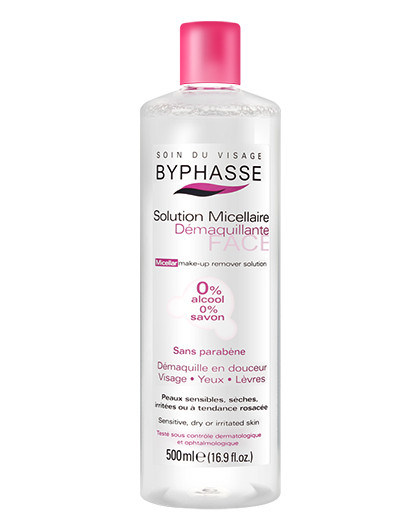 SOIN DU VISAGE
BYPHASSE
Solution Micellaire
Démaquillante
FACE
Micellar make-up remover solution
0%
alcool
0%
savon
Sans parabène
Démaquille en douceur
Visage • Yeux • Lèvres
Peaux sensibles, sèches,
irritées ou à tendance rosacée
Sensitive, dry or irritated skin
Testé sous contrôle dermatologique
et ophtalmologique
500ml℮(16.9 fl.oz.)